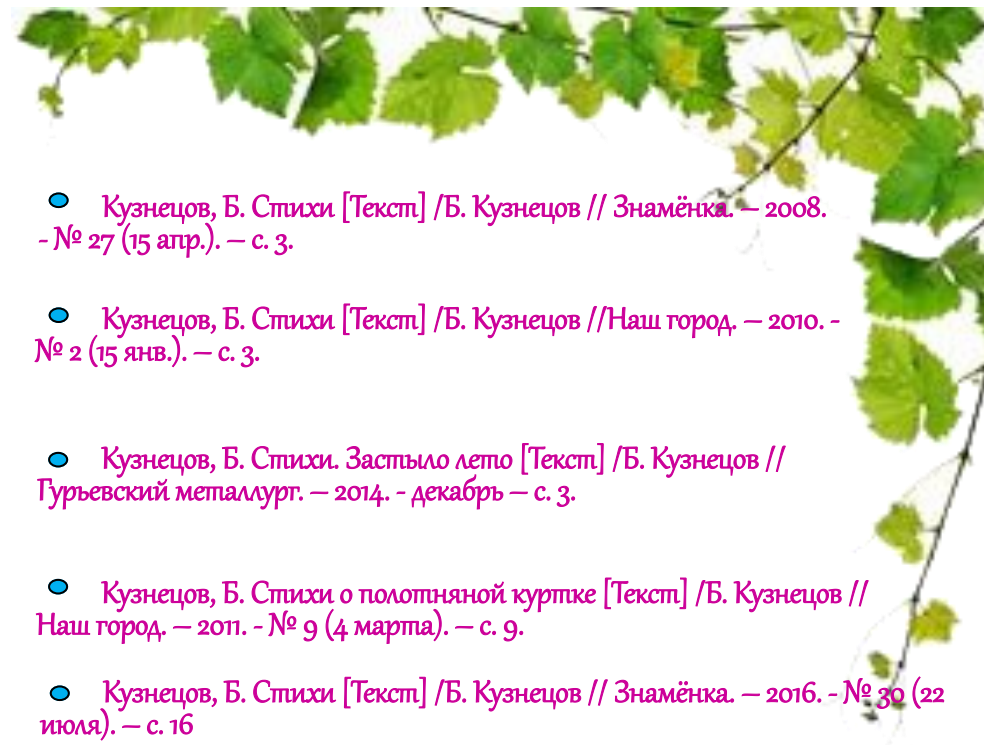 Кузнецов, Б. Стихи [Текст] /Б. Кузнецов // Знамёнка. – 2008.
- № 27 (15 апр.). – с. 3.
Кузнецов, Б. Стихи [Текст] /Б. Кузнецов //Наш город. – 2010. -
№ 2 (15 янв.). – с. 3.
Кузнецов, Б. Стихи. Застыло лето [Текст] /Б. Кузнецов //
Гурьевский металлург. – 2014. - декабрь – с. 3.
Кузнецов, Б. Стихи о полотняной куртке [Текст] /Б. Кузнецов //
Наш город. – 2011. - № 9 (4 марта). – с. 9.
Кузнецов, Б. Стихи [Текст] /Б. Кузнецов // Знамёнка. – 2016. - № 30 (22
июля). – с. 16